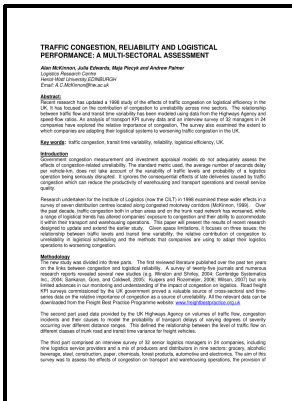 TRAFFIC CONGESTION, RELIABILITY AND LOGISTICAL
PERFORMANCE: A MULTI-SECTORAL ASSESSMENT
Alan McKinnon, Julia Edwards, Maja Piecyk and Andrew Palmer
Logistics Research Centre
Heriot-Watt University, EDINBURGH
Email: A.C.McKinnon@hw.ac.uk
Abstract:
Recent research has updated a 1998 study of the effects of traffic congestion on logistical efficiency in the
UK. It has focused on the contribution of congestion to unreliability across nine sectors. The relationship
between traffic flow and transit time variability has been modelled using data from the Highways Agency and
speed-flow ratios. An analysis of transport KPI survey data and an interview survey of 32 managers in 24
companies have explored the relative importance of congestion. The survey also examined the extent to
which companies are adapting their logistical systems to worsening traffic congestion in the UK.
Key words: traffic congestion, transit time variability, reliability, logistical efficiency, UK.
Introduction
Government congestion measurement and investment appraisal models do not adequately assess the
effects of congestion-related unreliability. The standard metric used, the average number of seconds delay
per vehicle-km, does not take account of the variability of traffic levels and probability of a logistics
operation being seriously disrupted. It ignores the consequential effects of late deliveries caused by traffic
congestion which can reduce the productivity of warehousing and transport operations and overall service
quality.
Research undertaken for the Institute of Logistics (now the CILT) in 1998 examined these wider effects in a
survey of seven distribution centres located along congested motorway corridors (McKinnon, 1999). Over
the past decade, traffic congestion both in urban areas and on the trunk road network has worsened, while
a range of logistical trends has altered companies' exposure to congestion and their ability to accommodate
it within their transport and warehousing operations. This paper will present the results of recent research
designed to update and extend the earlier study. Given space limitations, it focuses on three issues: the
relationship between traffic levels and transit time variability, the relative contribution of congestion to
unreliability in logistical scheduling and the methods that companies are using to adapt their logistics
operations to worsening congestion.
Methodology
The new study was divided into three parts. The first reviewed literature published over the past ten years
on the links between congestion and logistical reliability. A survey of twenty-five journals and numerous
research reports revealed several new studies (e.g. Winston and Shirley, 2004, Cambridge Systematics
Inc., 2004; Sankaran, Gore, and Coldwell, 2005; Kuipers and Rozemeijer, 2006; Wilson, 2007) but only
limited advances in our monitoring and understanding of the impact of congestion on logistics. Road freight
KPI surveys commissioned by the UK government proved a valuable source of cross-sectoral and time-
series data on the relative importance of congestion as a source of unreliability. All the relevant data can be
downloaded from the Freight Best Practice Programme website: www.freightbestpractice.org.uk
The second part used data provided by the UK Highways Agency on volumes of traffic flow, congestion
incidents and their causes to model the probability of transport delays of varying degrees of severity
occurring over different distance ranges. This defined the relationship between the level of traffic flow on
different classes of trunk road and transit time variance for freight vehicles.
The third part comprised an interview survey of 32 senior logistics managers in 24 companies, including
nine logistics service providers and a mix of producers and distributors in nine sectors: grocery, alcoholic
beverage, steel, construction, paper, chemicals, forest products, automotive and electronics. The aim of this
survey was to assess the effects of congestion on transport and warehousing operations, the provision of